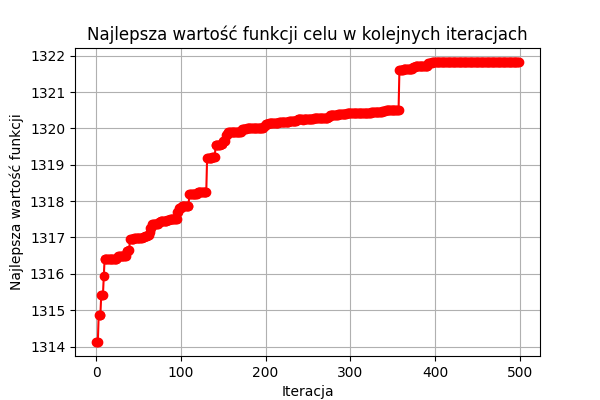 Najlepsza wartość funkcji celu w kolejnych iteracjach
1322
1321
1320
1319
1318
1317
1316
1315
1314
Najlepsza wartość funkcji
0 100 200 300 400 500
Iteracja